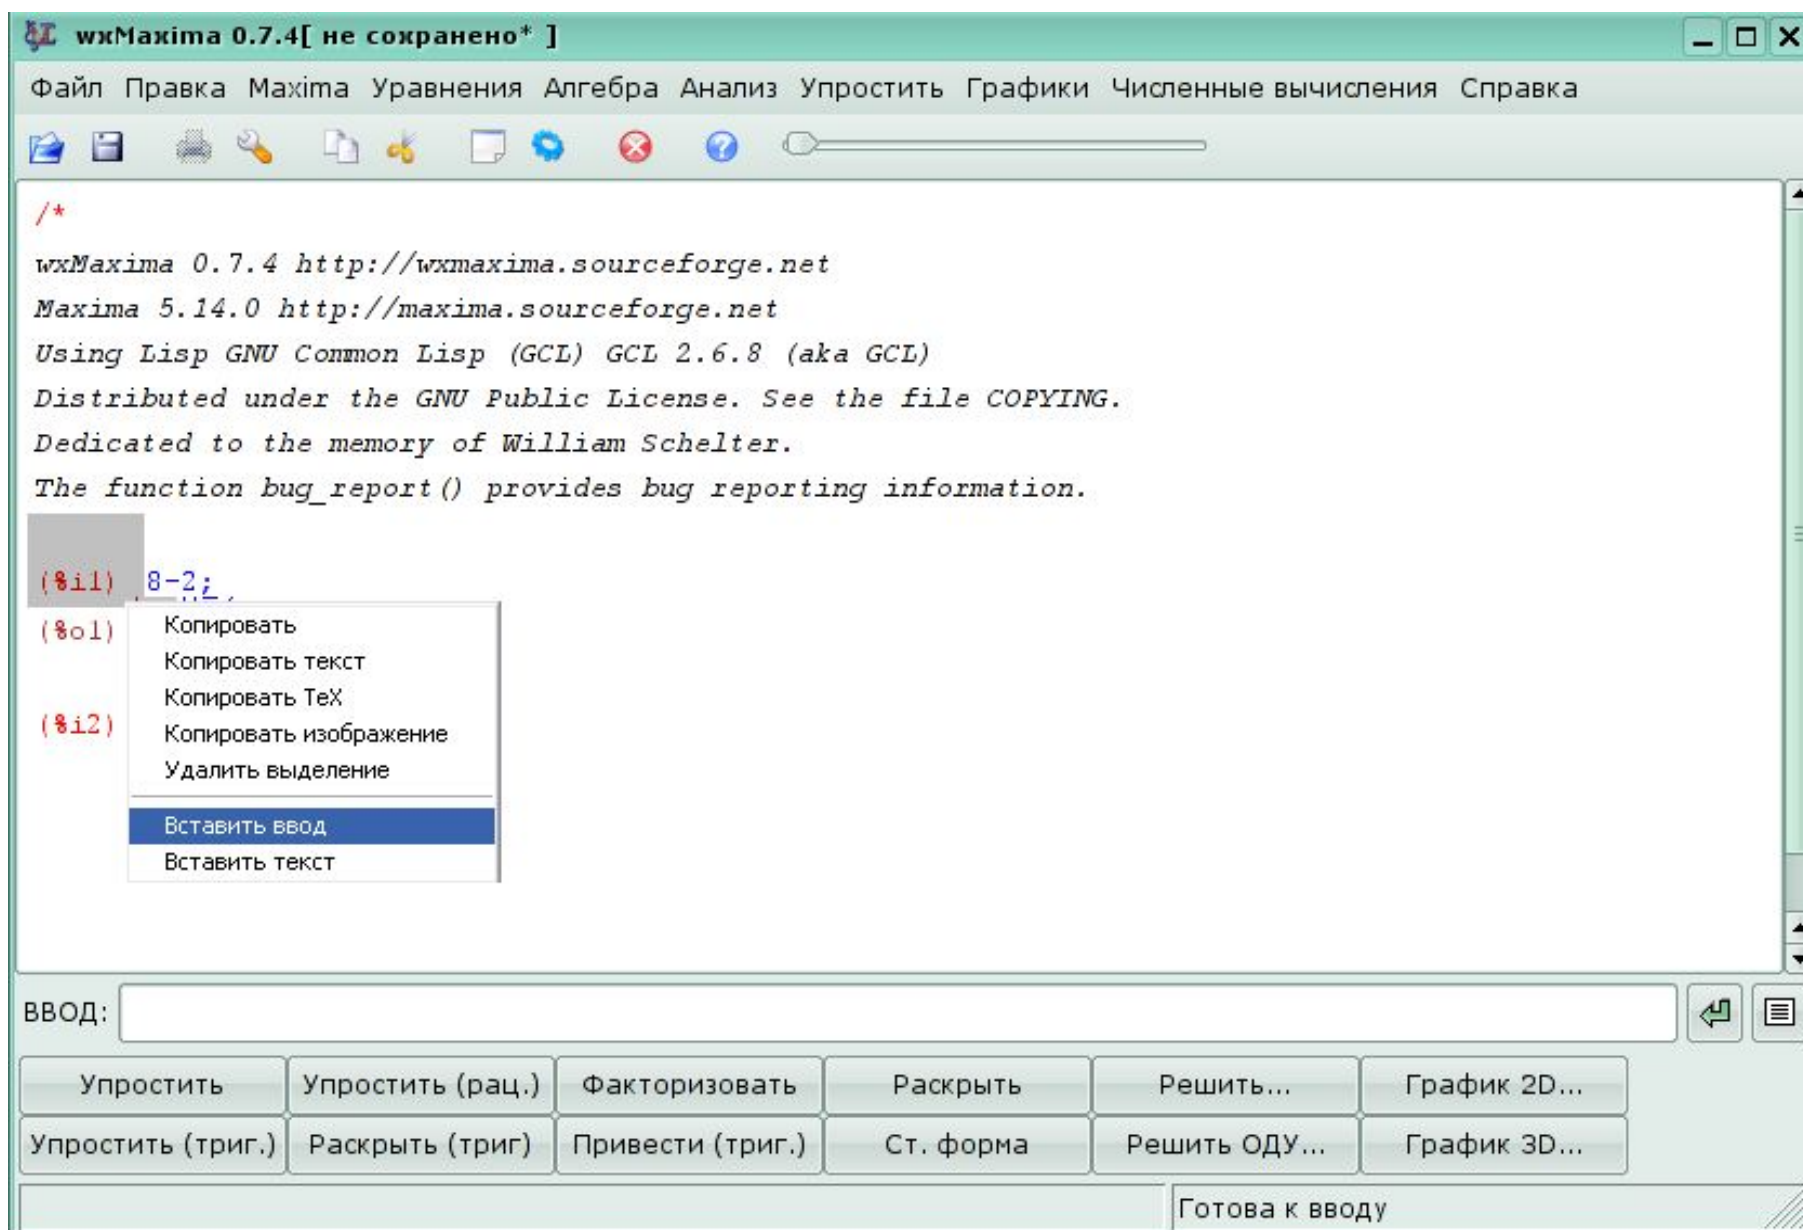 wxMaxima 0.7.4[ не сохранено* ]
Файл Правка Maxima Уравнения Алгебра Анализ Упростить Графики Численные вычисления Справка
/*
wxMaxima 0.7.4 http://wxmaxima.sourceforge.net
Maxima 5.14.0 http://maxima.sourceforge.net
Using Lisp GNU Common Lisp (GCL) GCL 2.6.8 (aka GCL)
Distributed under the GNU Public License. See the file COPYING.
Dedicated to the memory of William Schelter.
The function bug_report() provides bug reporting information.
(%i1) 8-2;
(%o1)
(%i2)
Копировать
Копировать текст
Копировать TeX
Копировать изображение
Удалить выделение
Вставить ввод
Вставить текст
ВВОД:
Упростить Упростить (рац.) Факторизовать Раскрыть Решить... График 2D...
Упростить (триг.) Раскрыть (триг) Привести (триг.) Ст. форма Решить ОДУ... График 3D...
Готова к вводу